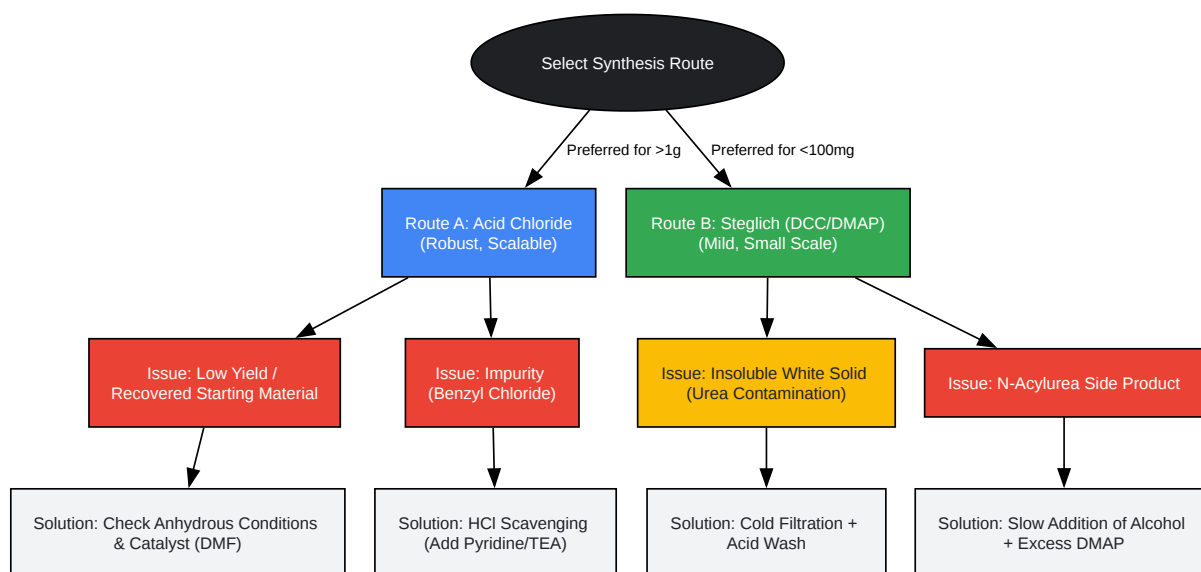 Select Synthesis Route
Preferred for >1g
Preferred for <100mg
Route A: Acid Chloride
(Robust, Scalable)
Route B: Steglich (DCC/DMAP)
(Mild, Small Scale)
Issue: Low Yield /
Recovered Starting Material
Issue: Impurity
(Benzyl Chloride)
Issue: Insoluble White Solid
(Urea Contamination)
Issue: N-Acylurea Side Product
Solution: Check Anhydrous Conditions
& Catalyst (DMF)
Solution: HCl Scavenging
(Add Pyridine/TEA)
Solution: Cold Filtration +
Acid Wash
Solution: Slow Addition of Alcohol
+ Excess DMAP